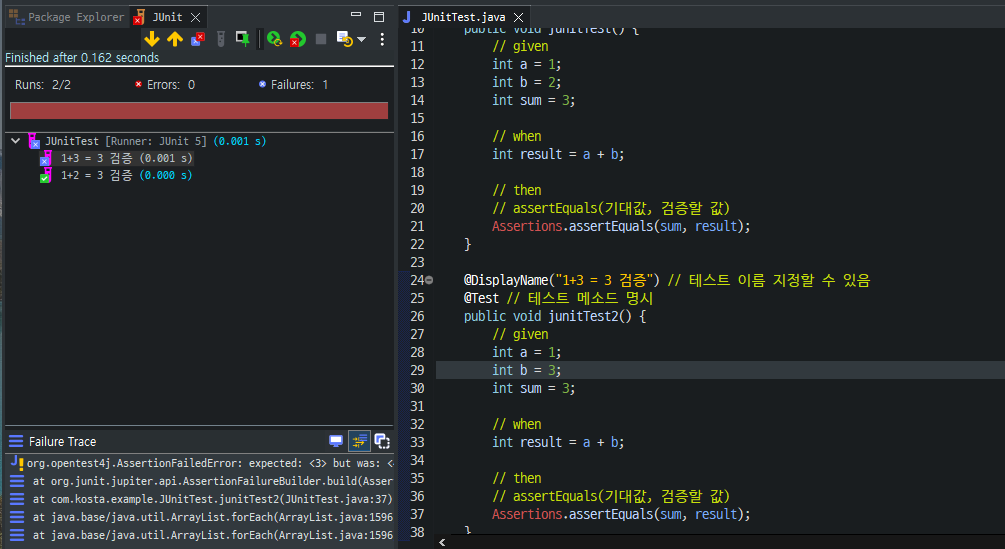 Package Explorer
JUnit
Finished after 0.162 seconds
Runs: 2/2
Errors: 0
Failures: 1
JUnitTest [Runner: JUnit 5] (0.001 s)
1+3 = 3 검증 (0.001 s)
1+2 = 3 검증 (0.000 s)
Failure Trace
org.opentest4j.AssertionFailedError: expected: <3> but was: <
at org.junit.jupiter.api.AssertionFailureBuilder.build(Asser
at com.kosta.example.JUnitTest.junitTest2(JUnitTest.java:37)
at java.base/java.util.ArrayList.forEach(ArrayList.java:1596
at java.base/java.util.ArrayList.forEach(ArrayList.java:1596
JUnitTest.java
10 public void junitTest() {
11 // given
12 int a = 1;
13 int b = 2;
14 int sum = 3;
15
16 // when
17 int result = a + b;
18
19 // then
20 // assertEquals(기대값, 검증할 값)
21 Assertions.assertEquals(sum, result);
22 }
23
24 @DisplayName("1+3 = 3 검증") // 테스트 이름 지정할 수 있음
25 @Test // 테스트 메소드 명시
26 public void junitTest2() {
27 // given
28 int a = 1;
29 int b = 3;
30 int sum = 3;
31
32 // when
33 int result = a + b;
34
35 // then
36 // assertEquals(기대값, 검증할 값)
37 Assertions.assertEquals(sum, result);
38 }